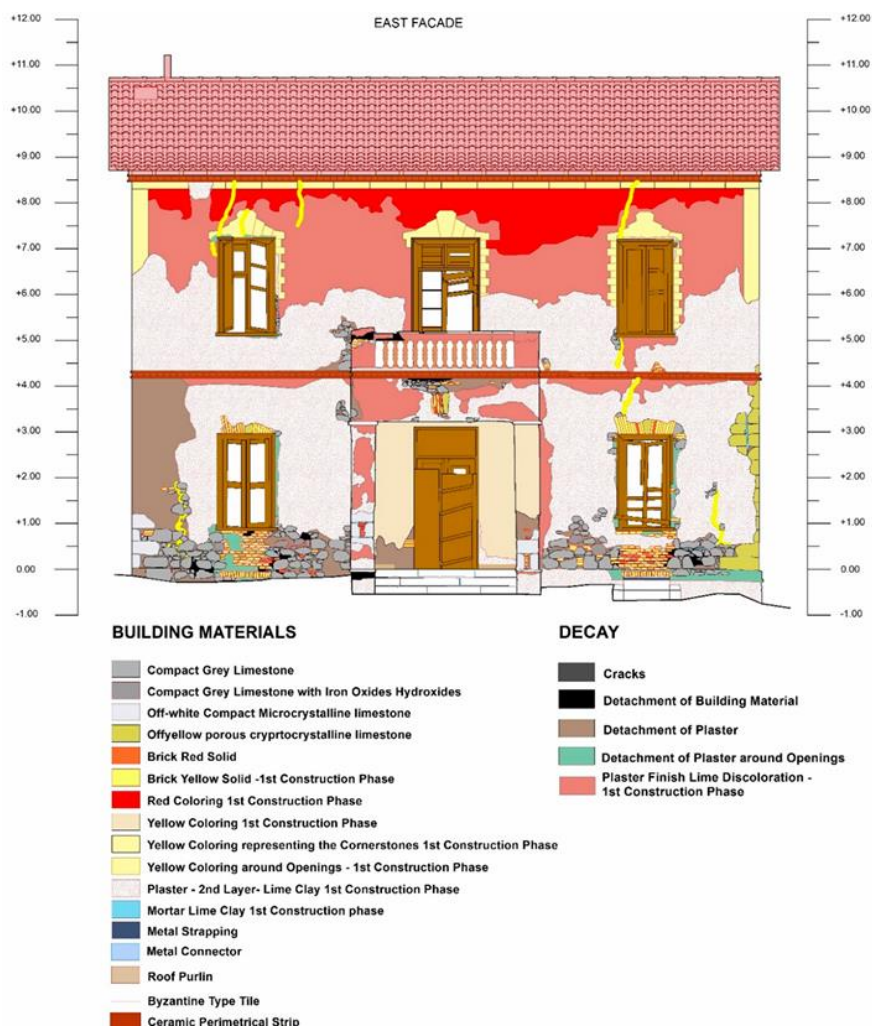 EAST FACADE
+12.00 +12.00
+11.00 +11.00
+10.00 +10.00
+9.00 +9.00
+8.00 +8.00
+7.00 +7.00
+6.00 +6.00
+5.00 +5.00
+4.00 +4.00
+3.00 +3.00
+2.00 +2.00
+1.00 +1.00
0.00 0.00
-1.00 -1.00
BUILDING MATERIALS
Compact Grey Limestone
Compact Grey Limestone with Iron Oxides Hydroxides
Off-white Compact Microcrystalline limestone
Offyellow porous cryprtocrystalline limestone
Brick Red Solid
Brick Yellow Solid -1st Construction Phase
Red Coloring 1st Construction Phase
Yellow Coloring 1st Construction Phase
Yellow Coloring representing the Cornerstones 1st Construction Phase
Yellow Coloring around Openings - 1st Construction Phase
Plaster - 2nd Layer- Lime Clay 1st Construction Phase
Mortar Lime Clay 1st Construction phase
Metal Strapping
Metal Connector
Roof Purlin
Byzantine Type Tile
Ceramic Perimetrical Strip
DECAY
Cracks
Detachment of Building Material
Detachment of Plaster
Detachment of Plaster around Openings
Plaster Finish Lime Discoloration -
1st Construction Phase